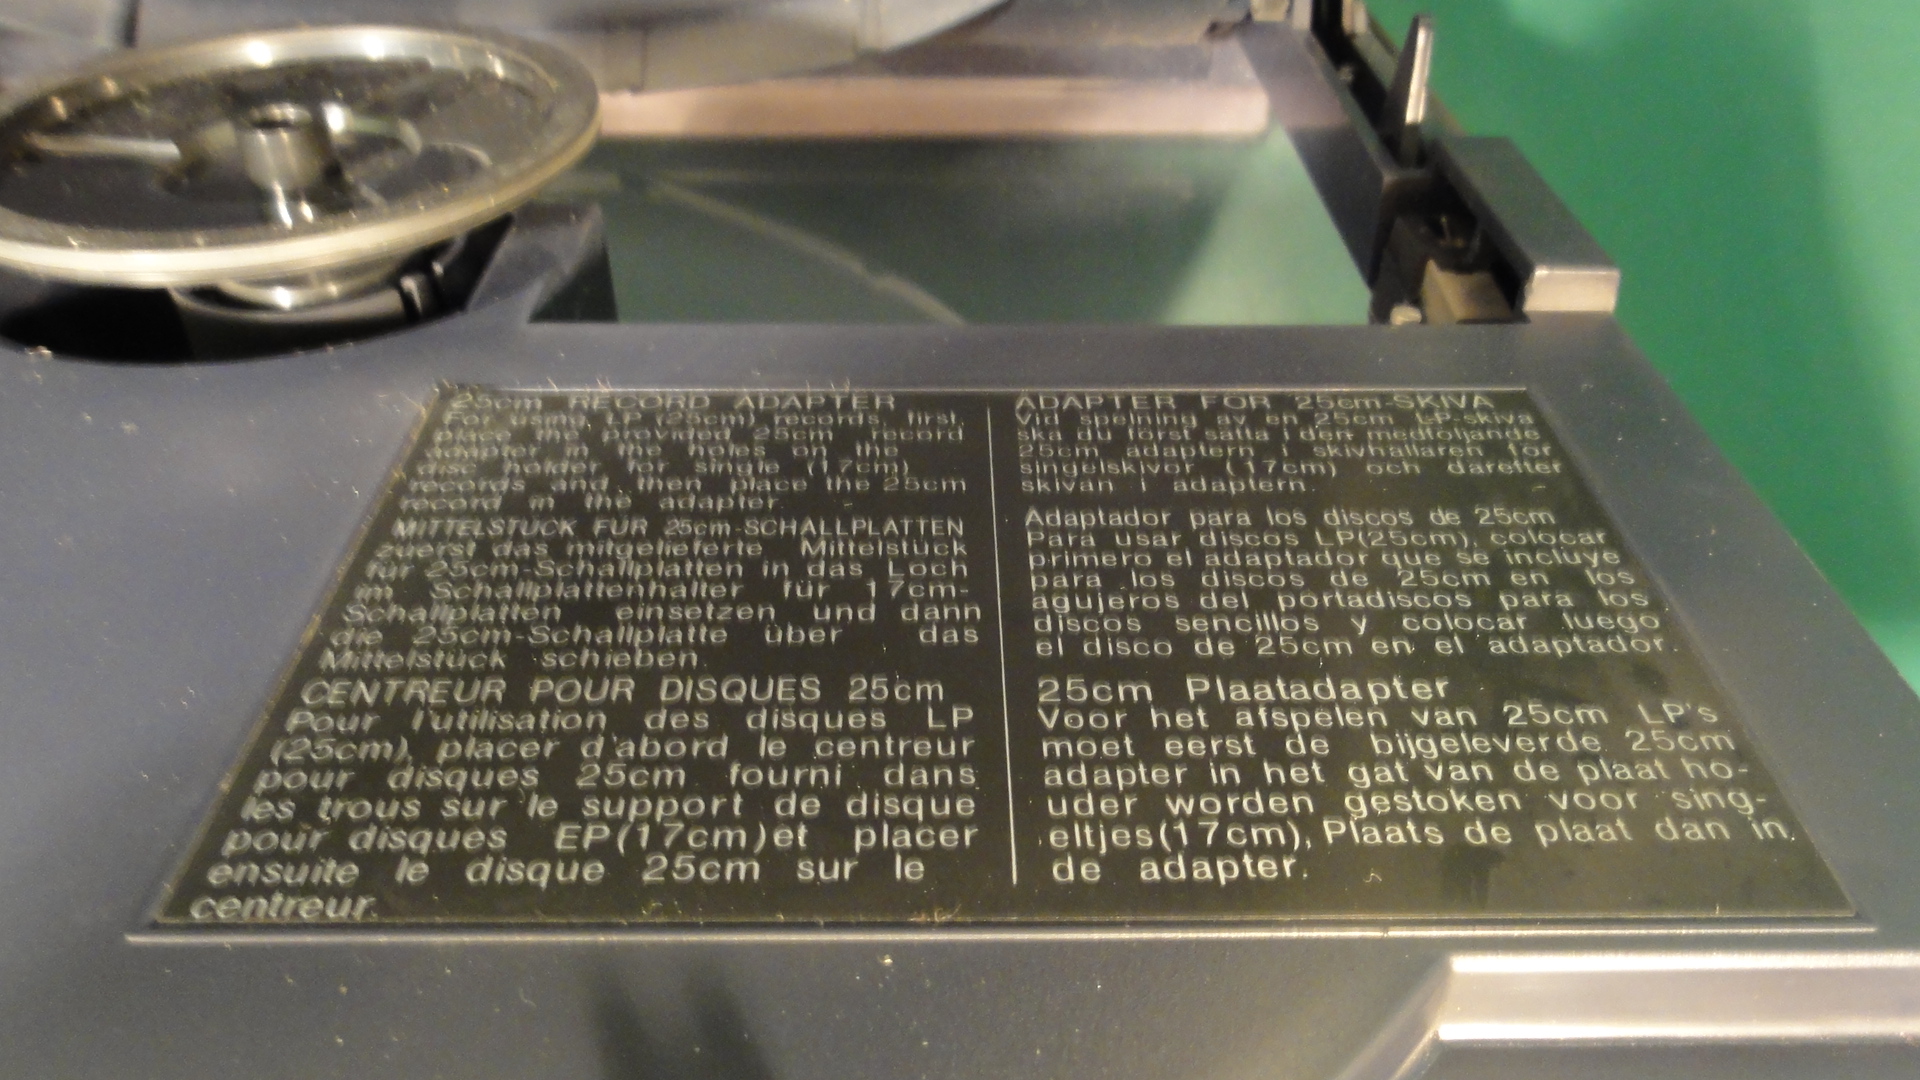 25cm RECORD ADAPTER
For using LP (25cm) records, first,
place the provided 25cm record
adapter in the holes on the
disc holder for single (17cm)
records and then place the 25cm
record in the adapter
MITTELSTÜCK FÜR 25cm-SCHALLPLATTEN
zuerst das mitgelieferte Mittelstück
für 25cm-Schallplatten in das Loch
im Schallplattenhalter für 17cm-
Schallplatten einsetzen und dann
die 25cm-Schallplatte über das
Mittelstück schieben.
CENTREUR POUR DISQUES 25cm
Pour l'utilisation des disques LP
(25cm), placer d'abord le centreur
pour disques 25cm fourni dans
les trous sur le support de disque
pour disques EP(17cm)et placer
ensuite le disque 25cm sur le
centreur.
ADAPTER FOR 25cm-SKIVA
Vid spelning av en 25cm LP-skiva
ska du först sätta i den medföljande
25cm adaptern i skivhållaren för
singelskivor (17cm) och därefter
skivan i adaptern.
Adaptador para los discos de 25cm
Para usar discos LP(25cm), colocar
primero el adaptador que se incluye
para los discos de 25cm en los
agujeros del portadiscos para los
discos sencillos y colocar luego
el disco de 25cm en el adaptador.
25cm Plaatadapter
Voor het afspelen van 25cm LP's
moet eerst de bijgeleverde 25cm
adapter in het gat van de plaat ho-
uder worden gestoken voor sing-
eltjes(17cm), Plaats de plaat dan in
de adapter.